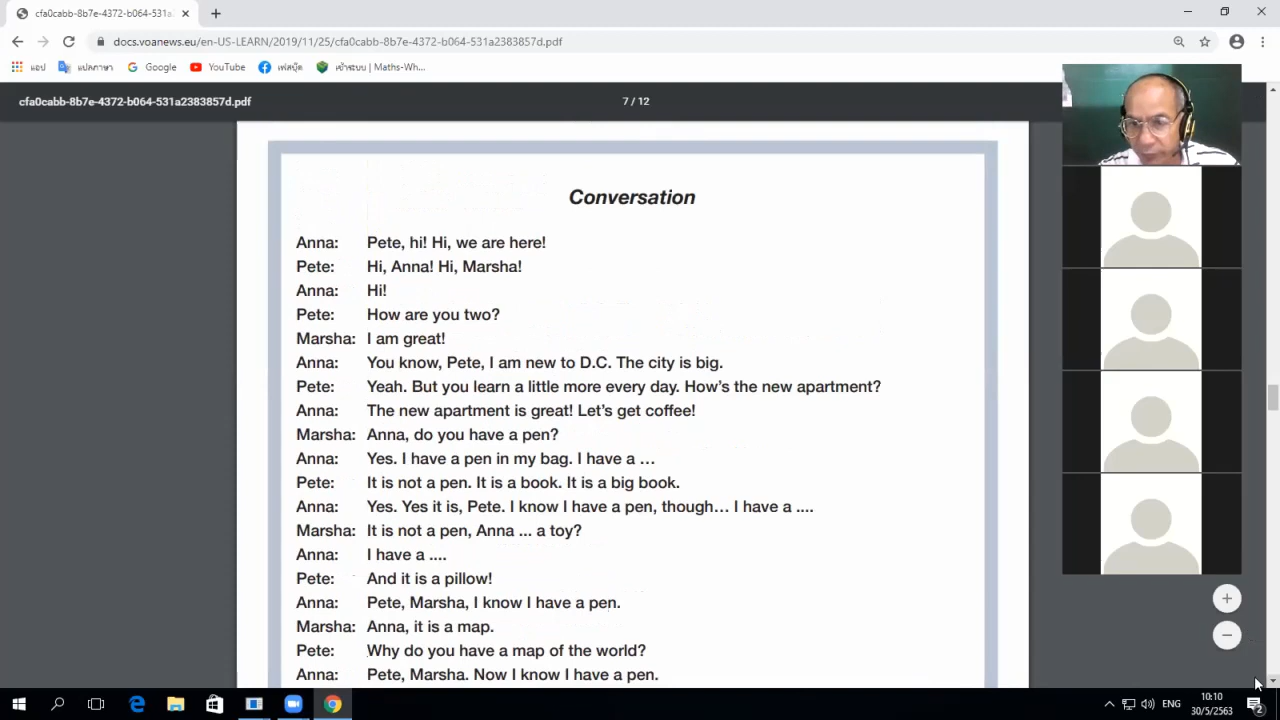 cfa0cabb-8b7e-4372-b064-531a2
docs.voanews.eu/en-US-LEARN/2019/11/25/cfa0cabb-8b7e-4372-b064-531a2383857d.pdf
แอป แปลภาษา Google YouTube เฟสบุ๊ค เข้าระบบ | Maths-Wh...
cfa0cabb-8b7e-4372-b064-531a2383857d.pdf 7 / 12
Conversation
Anna: Pete, hi! Hi, we are here!
Pete: Hi, Anna! Hi, Marsha!
Anna: Hi!
Pete: How are you two?
Marsha: I am great!
Anna: You know, Pete, I am new to D.C. The city is big.
Pete: Yeah. But you learn a little more every day. How's the new apartment?
Anna: The new apartment is great! Let's get coffee!
Marsha: Anna, do you have a pen?
Anna: Yes. I have a pen in my bag. I have a …
Pete: It is not a pen. It is a book. It is a big book.
Anna: Yes. Yes it is, Pete. I know I have a pen, though… I have a ....
Marsha: It is not a pen, Anna ... a toy?
Anna: I have a ....
Pete: And it is a pillow!
Anna: Pete, Marsha, I know I have a pen.
Marsha: Anna, it is a map.
Pete: Why do you have a map of the world?
Anna: Pete, Marsha. Now I know I have a pen.
ENG
10:10
30/5/2563
2